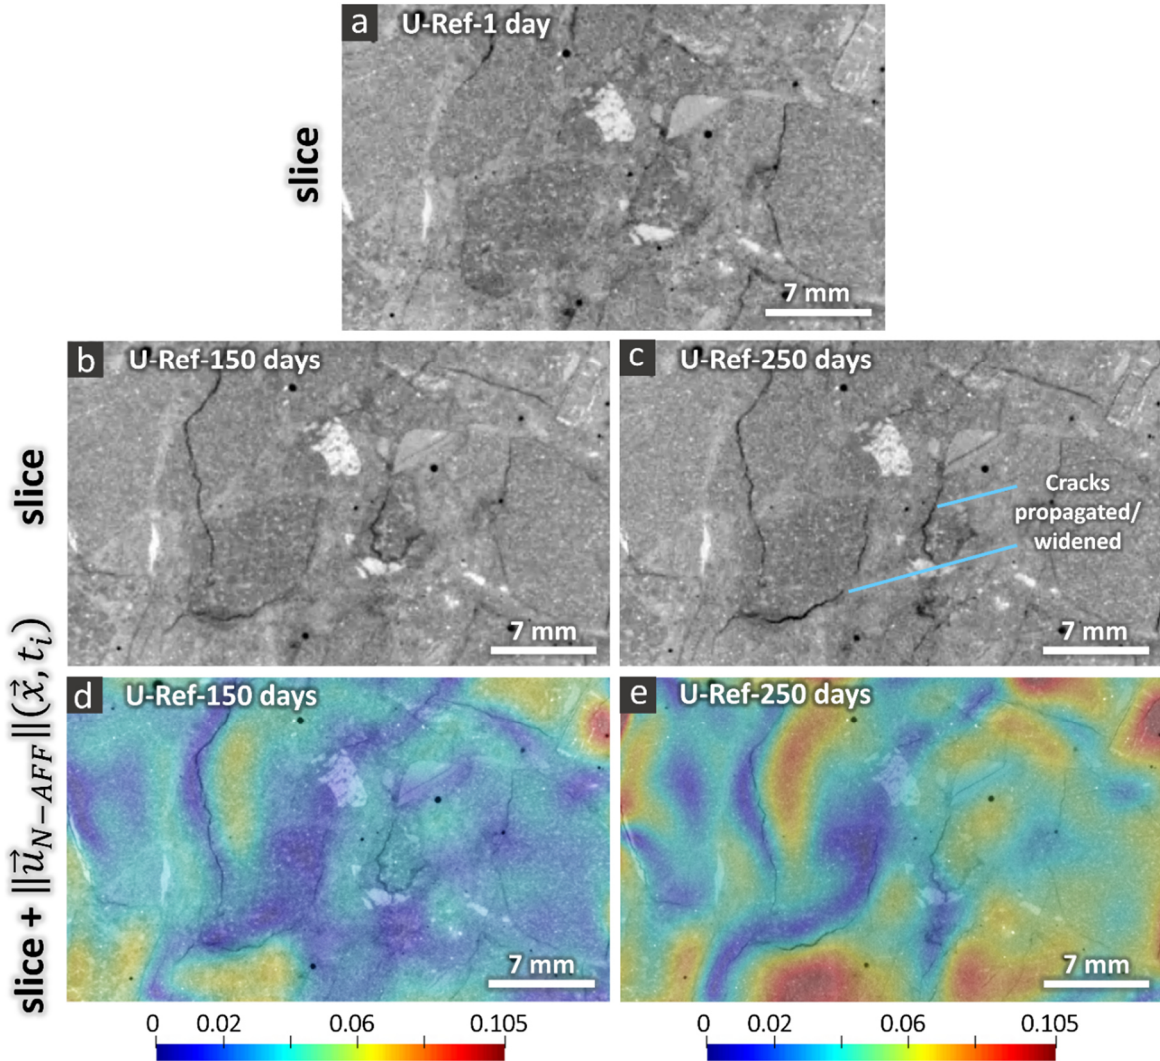 a U-Ref-1 day
slice
7 mm
b U-Ref-150 days
c U-Ref-250 days
slice
Cracks
propagated/
widened
7 mm
7 mm
d U-Ref-150 days
e U-Ref-250 days
slice + ||u⃗_{N−AFF}||(x⃗, t_i)
7 mm
7 mm
0 0.02 0.06 0.105
0 0.02 0.06 0.105